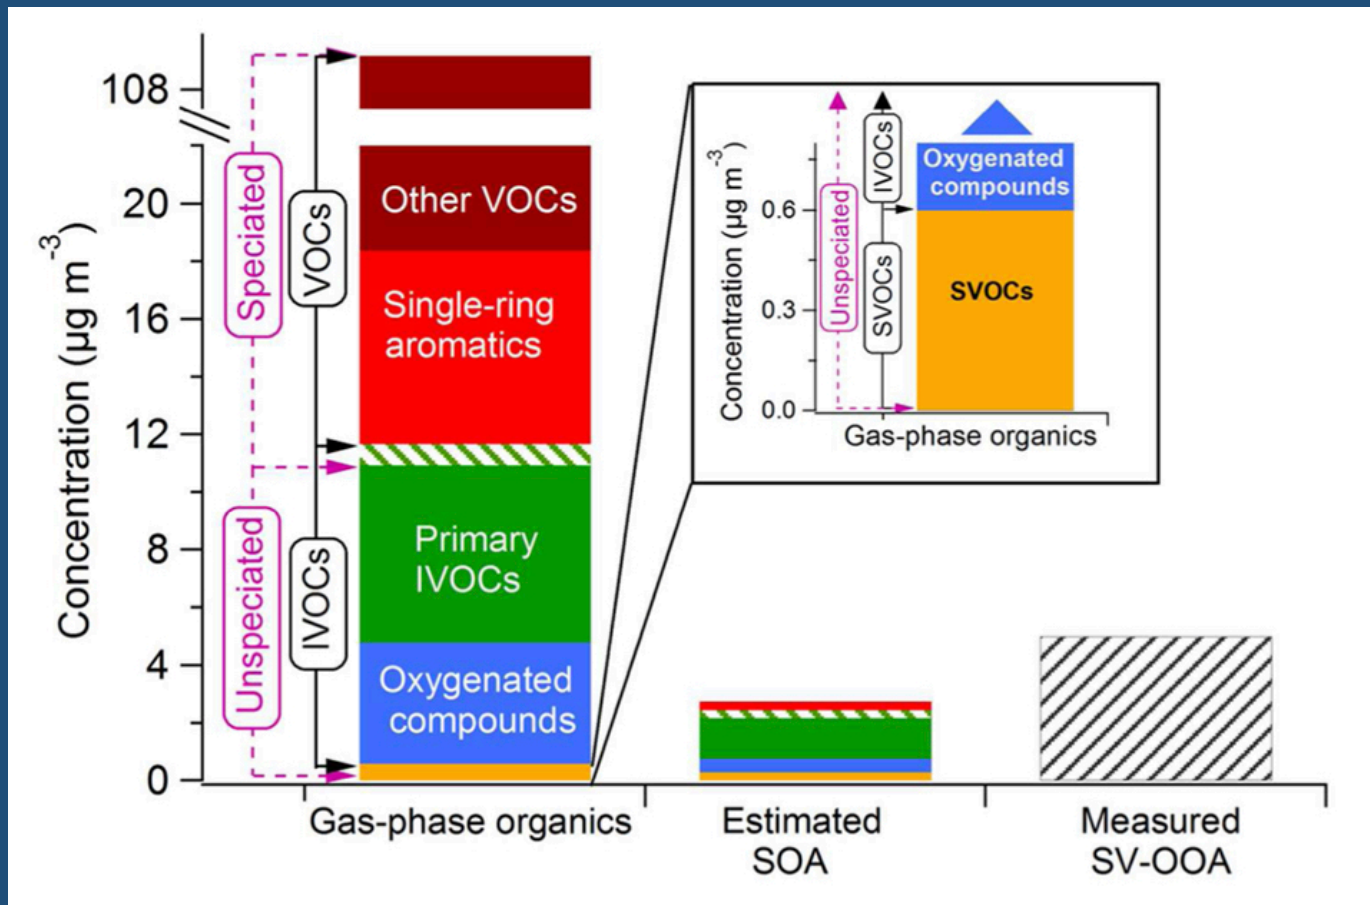 Concentration (µg m⁻³)
108
20
16
12
8
4
0
Speciated
Unspeciated
VOCs
IVOCs
Other VOCs
Single-ring
aromatics
Primary
IVOCs
Oxygenated
compounds
Concentration (µg m⁻³)
0.6
0.3
0.0
Unspeciated
IVOCs
SVOCs
Oxygenated
compounds
SVOCs
Gas-phase organics
Gas-phase organics
Estimated
SOA
Measured
SV-OOA